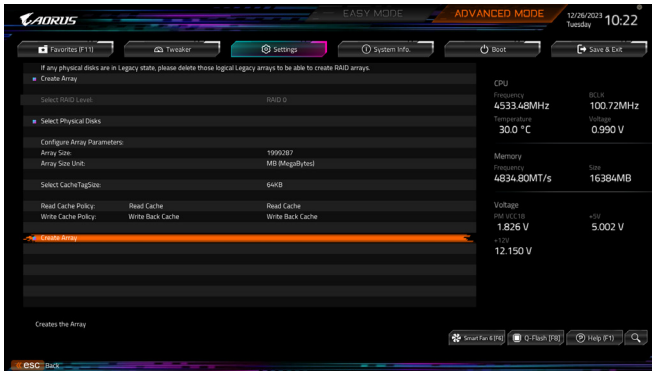 AORUS
EASY MODE
ADVANCED MODE
12/26/2023 Tuesday 10:22
Favorites (F11)
Tweaker
Settings
System Info.
Boot
Save & Exit
If any physical disks are in Legacy state, please delete those logical Legacy arrays to be able to create RAID arrays.
Create Array
Select RAID Level: RAID 0
Select Physical Disks
Configure Array Parameters:
Array Size: 1999287
Array Size Unit: MB (MegaBytes)
Select CacheTagSize: 64KB
Read Cache Policy: Read Cache Read Cache
Write Cache Policy: Write Back Cache Write Back Cache
Create Array
Creates the Array
CPU
Frequency BCLK
4533.48MHz 100.72MHz
Temperature Voltage
30.0 °C 0.990 V
Memory
Frequency Size
4834.80MT/s 16384MB
Voltage
PM VCC18 +5V
1.826 V 5.002 V
+12V
12.150 V
Smart Fan 6 [F6]
Q-Flash [F8]
Help (F1)
esc Back